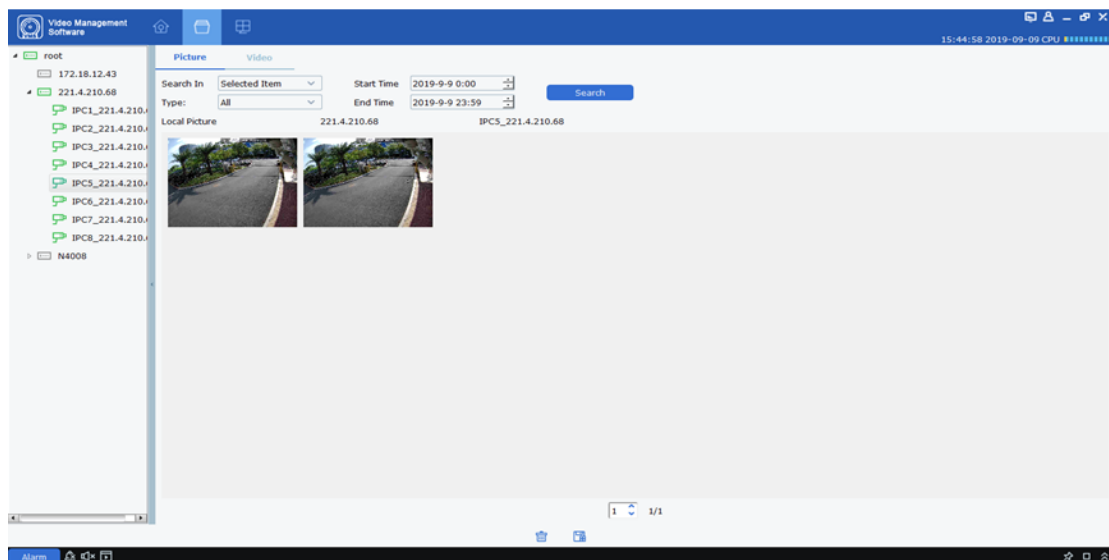 Video Management
Software
15:44:58 2019-09-09 CPU
root
172.18.12.43
221.4.210.68
IPC1_221.4.210.
IPC2_221.4.210.
IPC3_221.4.210.
IPC4_221.4.210.
IPC5_221.4.210.
IPC6_221.4.210.
IPC7_221.4.210.
IPC8_221.4.210.
N4008
Picture Video
Search In Selected Item Start Time 2019-9-9 0:00 Search
Type: All End Time 2019-9-9 23:59
Local Picture 221.4.210.68 IPC5_221.4.210.68
1 1/1
Alarm